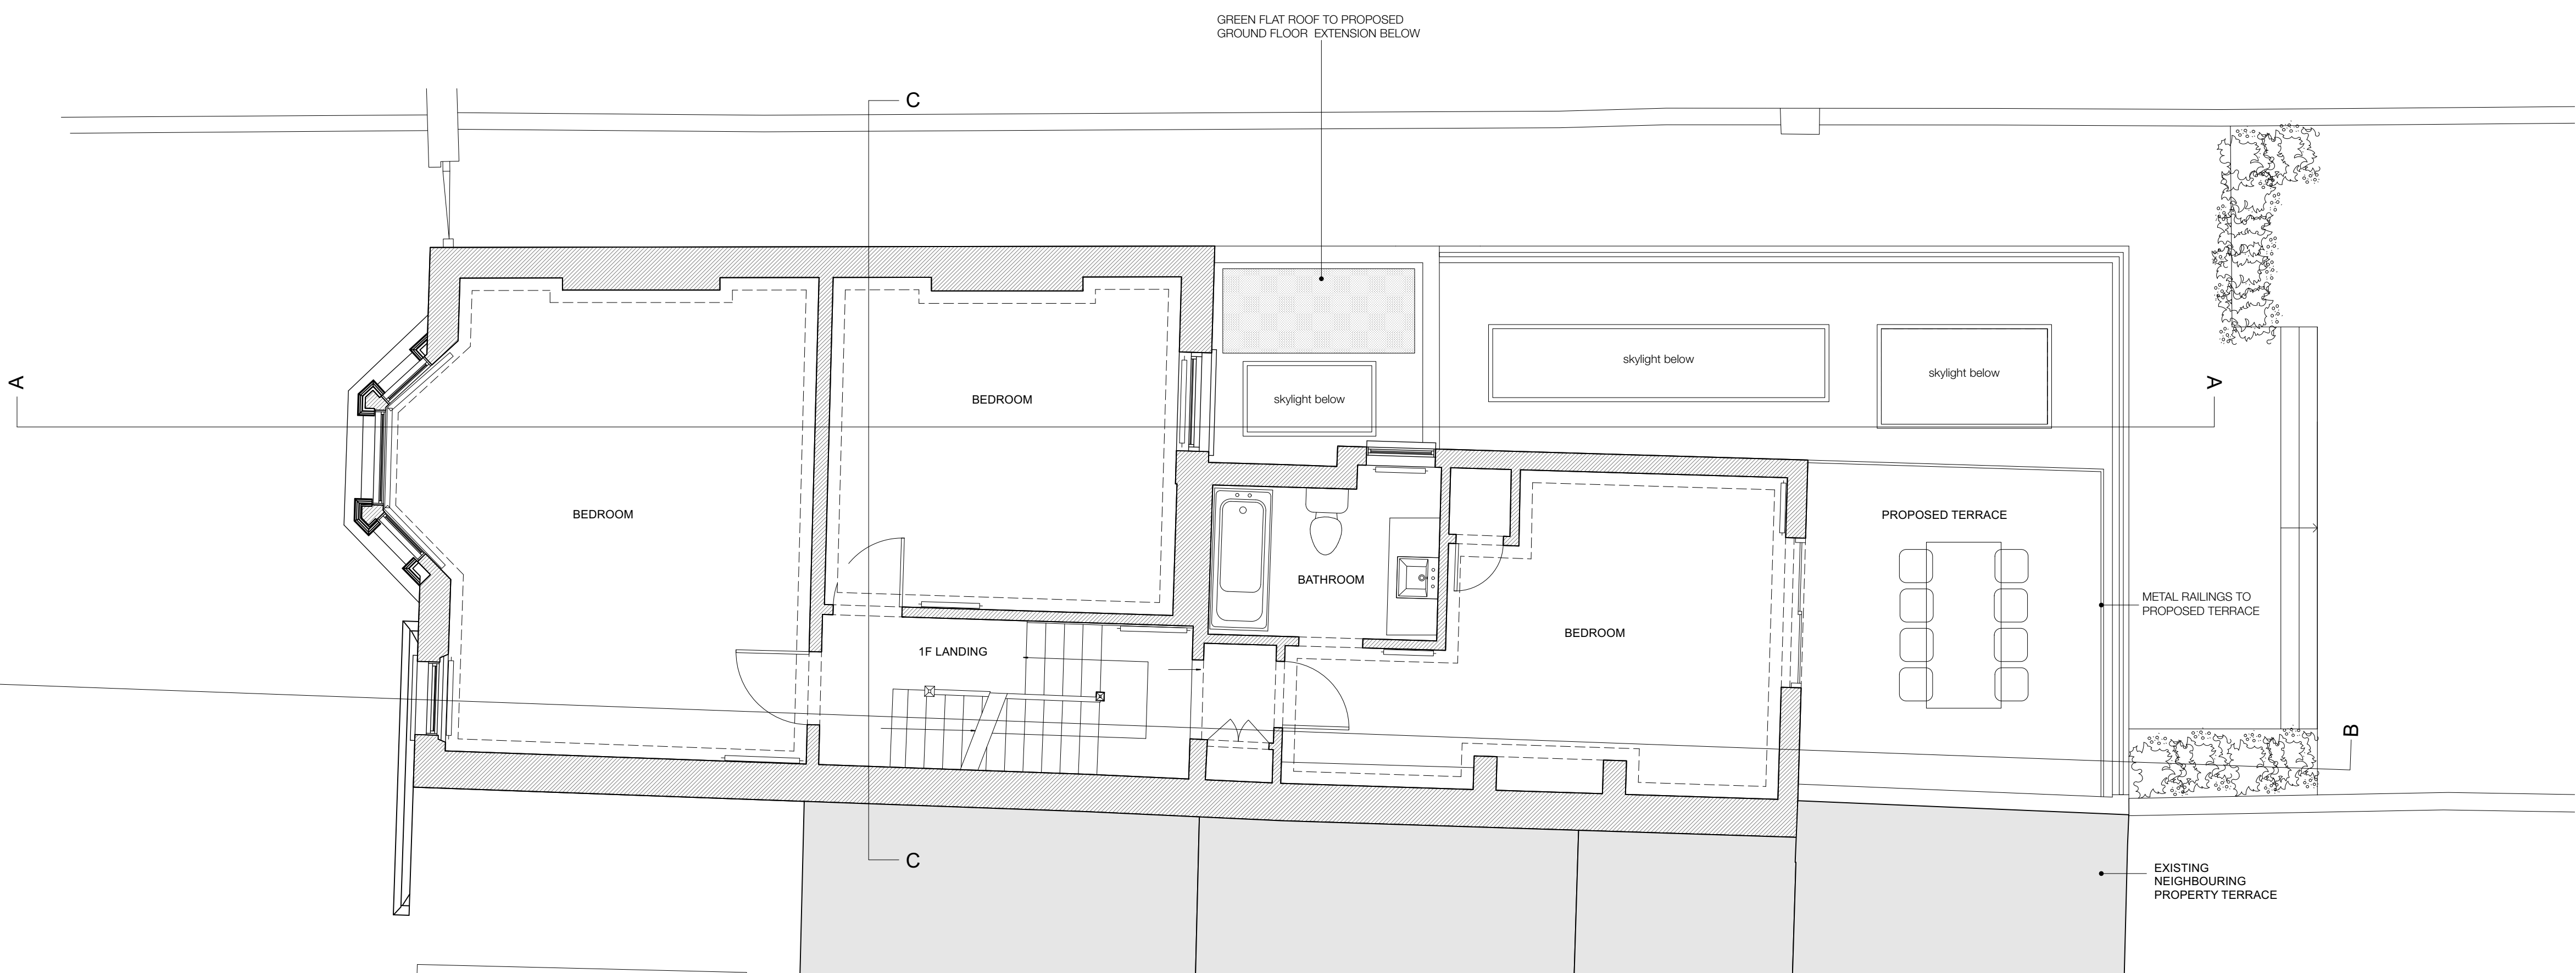 GREEN FLAT ROOF TO PROPOSED
GROUND FLOOR EXTENSION BELOW
C
A
A
skylight below
skylight below
skylight below
BEDROOM
BEDROOM
PROPOSED TERRACE
BATHROOM
METAL RAILINGS TO
PROPOSED TERRACE
BEDROOM
1F LANDING
B
C
EXISTING
NEIGHBOURING
PROPERTY TERRACE